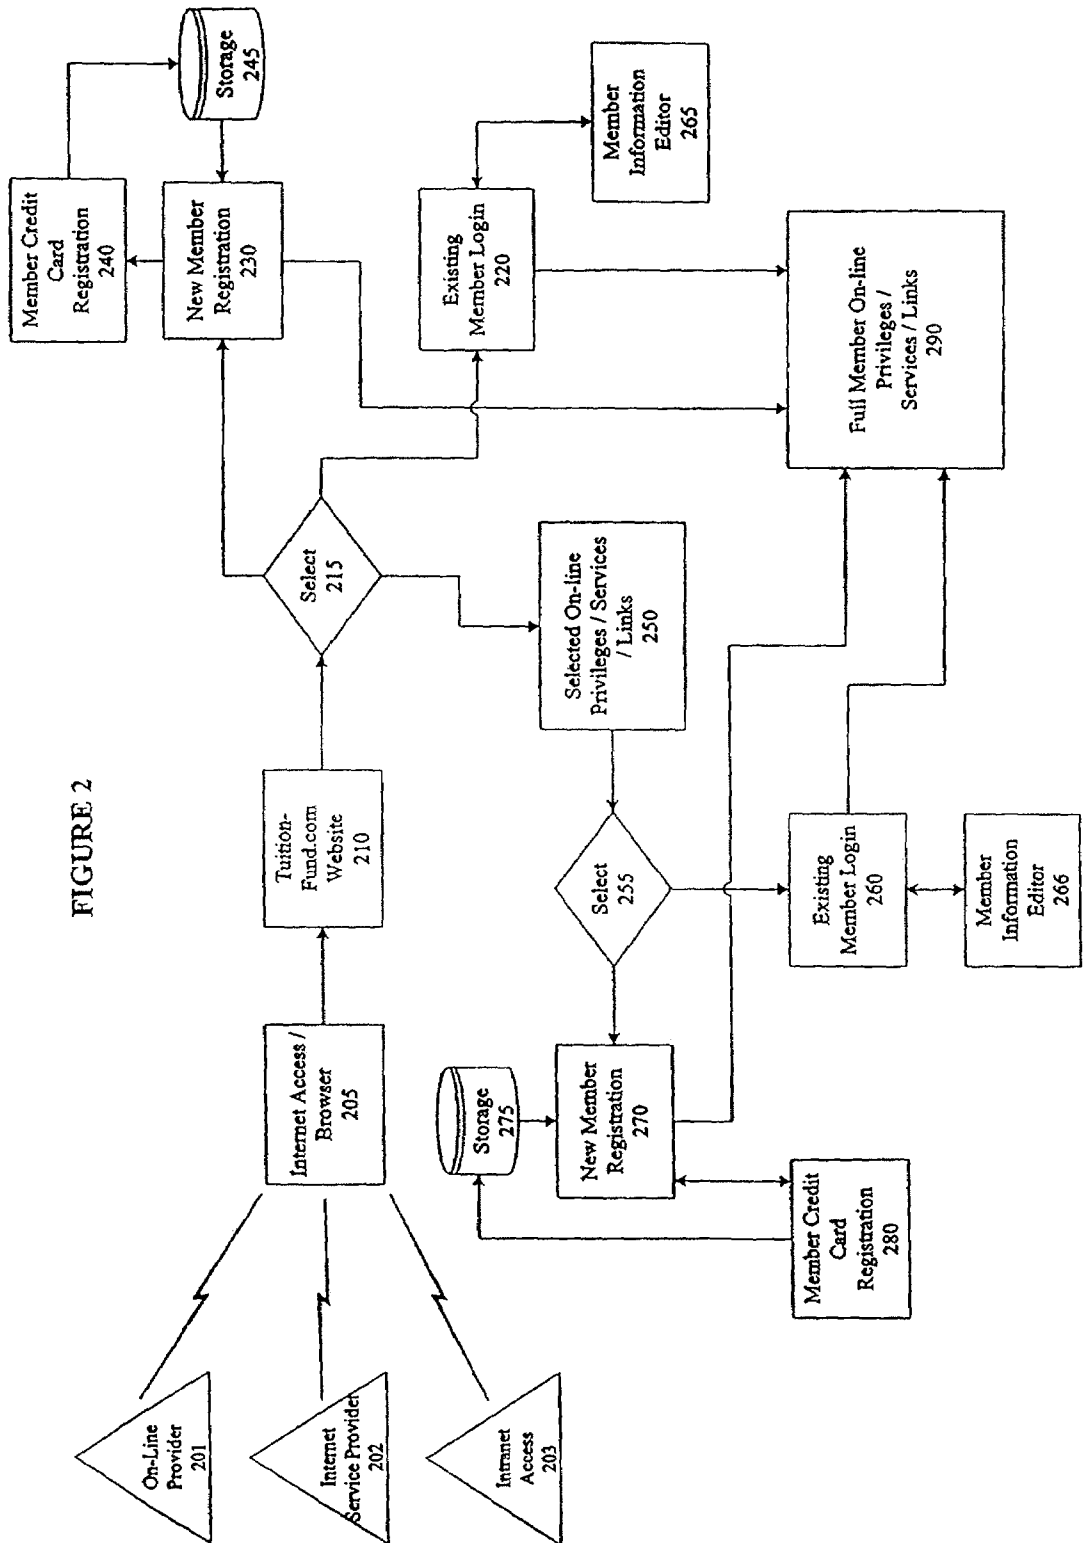 FIGURE 2
On-Line
Provider
201
Internet
Service Provider
202
Intranet
Access
203
Internet Access /
Browser
205
Tuition-
Fund.com
Website
210
Select
215
Member Credit
Card
Registration
240
Storage
245
New Member
Registration
230
Existing
Member Login
220
Member
Information
Editor
265
Selected On-line
Privileges / Services
/ Links
250
Select
255
Storage
275
New Member
Registration
270
Member Credit
Card
Registration
280
Existing
Member Login
260
Member
Information
Editor
266
Full Member On-line
Privileges /
Services / Links
290